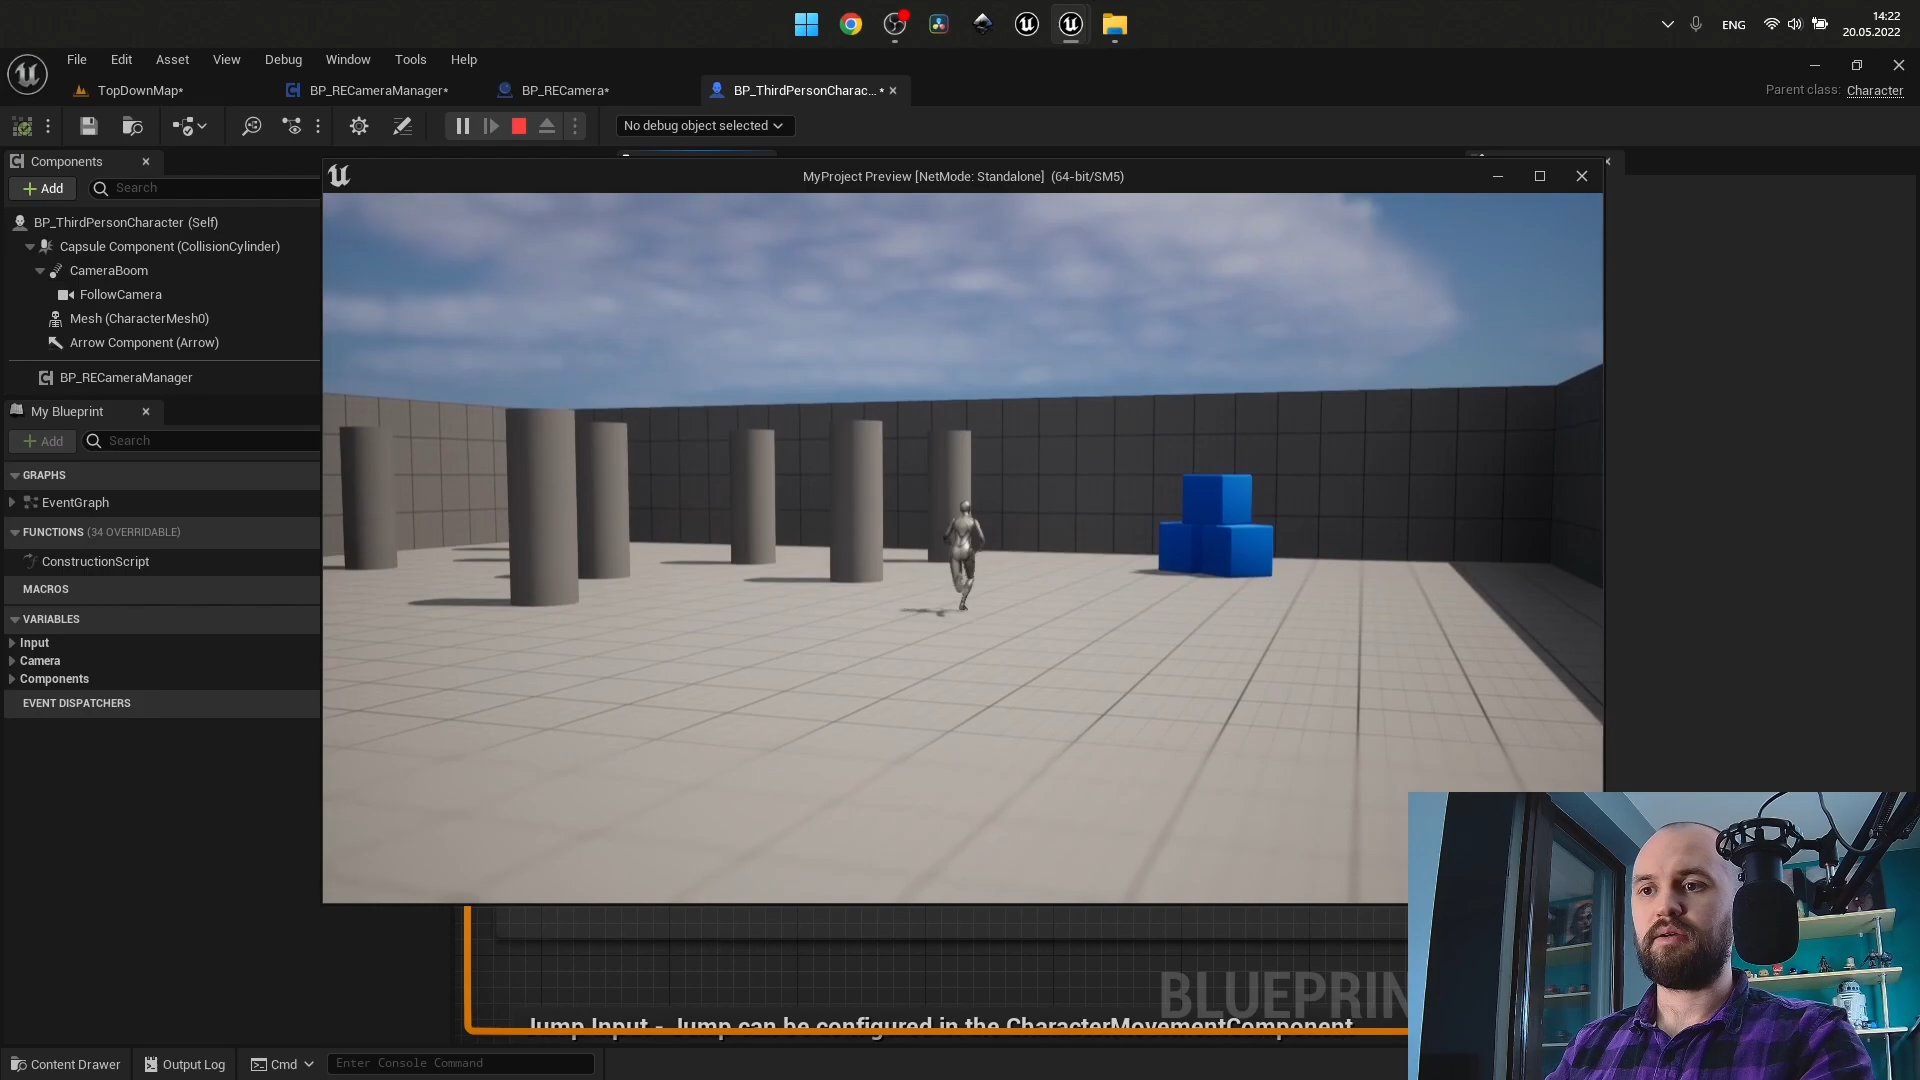 ENG
14:22
20.05.2022
File Edit Asset View Debug Window Tools Help
TopDownMap*
BP_RECameraManager*
BP_RECamera*
BP_ThirdPersonCharac... *
Parent class: Character
No debug object selected
Components
Add
Search
MyProject Preview [NetMode: Standalone] (64-bit/SM5)
BP_ThirdPersonCharacter (Self)
Capsule Component (CollisionCylinder)
CameraBoom
FollowCamera
Mesh (CharacterMesh0)
Arrow Component (Arrow)
BP_RECameraManager
My Blueprint
Add
Search
GRAPHS
EventGraph
FUNCTIONS (34 OVERRIDABLE)
ConstructionScript
MACROS
VARIABLES
Input
Camera
Components
EVENT DISPATCHERS
BLUEPRIN
Jump Input - Jump can be configured in the CharacterMovementComponent
Content Drawer
Output Log
Cmd
Enter Console Command